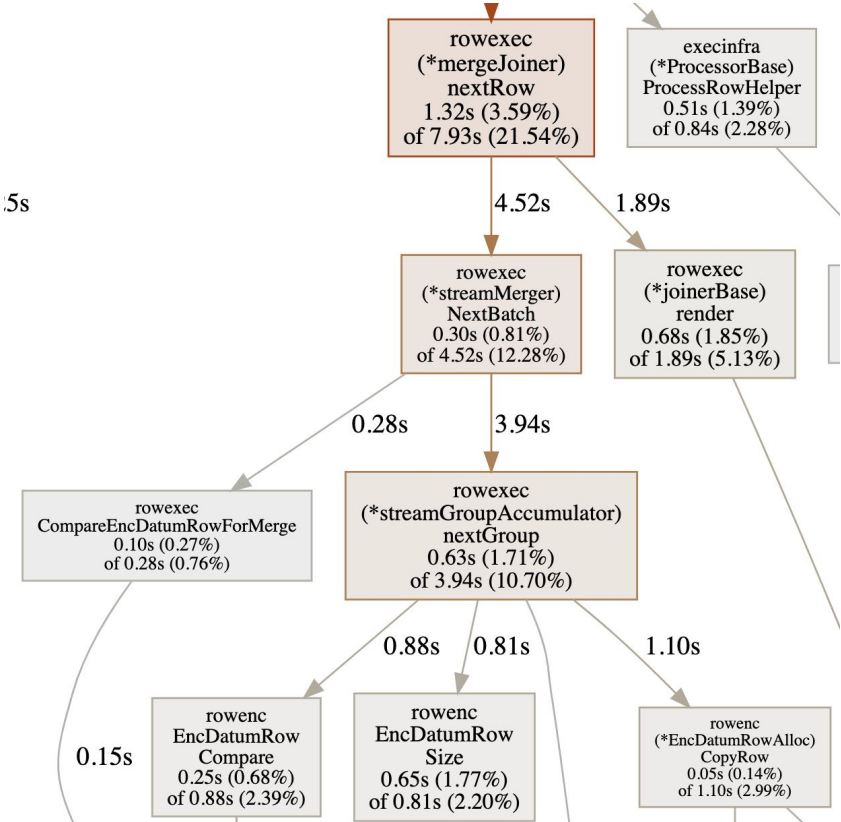 rowexec
(*mergeJoiner)
nextRow
1.32s (3.59%)
of 7.93s (21.54%)
execinfra
(*ProcessorBase)
ProcessRowHelper
0.51s (1.39%)
of 0.84s (2.28%)
5s
4.52s
1.89s
rowexec
(*streamMerger)
NextBatch
0.30s (0.81%)
of 4.52s (12.28%)
rowexec
(*joinerBase)
render
0.68s (1.85%)
of 1.89s (5.13%)
0.28s
3.94s
rowexec
CompareEncDatumRowForMerge
0.10s (0.27%)
of 0.28s (0.76%)
rowexec
(*streamGroupAccumulator)
nextGroup
0.63s (1.71%)
of 3.94s (10.70%)
0.88s
0.81s
1.10s
0.15s
rowenc
EncDatumRow
Compare
0.25s (0.68%)
of 0.88s (2.39%)
rowenc
EncDatumRow
Size
0.65s (1.77%)
of 0.81s (2.20%)
rowenc
(*EncDatumRowAlloc)
CopyRow
0.05s (0.14%)
of 1.10s (2.99%)